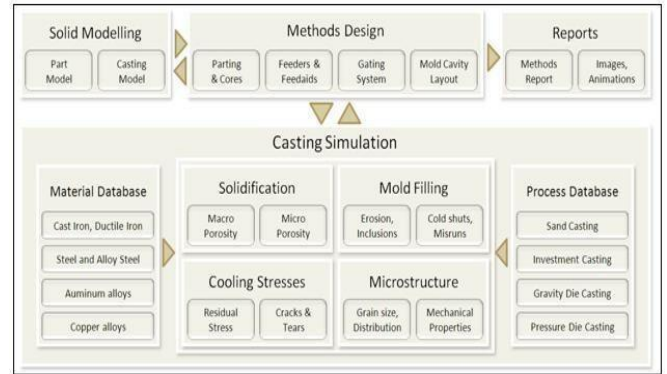 Solid Modelling
Part
Model
Casting
Model
Methods Design
Parting
& Cores
Feeders &
Feedaids
Gating
System
Mold Cavity
Layout
Reports
Methods
Report
Images,
Animations
Casting Simulation
Material Database
Cast Iron, Ductile Iron
Steel and Alloy Steel
Auminum alloys
Copper alloys
Solidification
Macro
Porosity
Micro
Porosity
Mold Filling
Erosion,
Inclusions
Cold shuts,
Misruns
Cooling Stresses
Residual
Stress
Cracks &
Tears
Microstructure
Grain size,
Distribution
Mechanical
Properties
Process Database
Sand Casting
Investment Casting
Gravity Die Casting
Pressure Die Casting